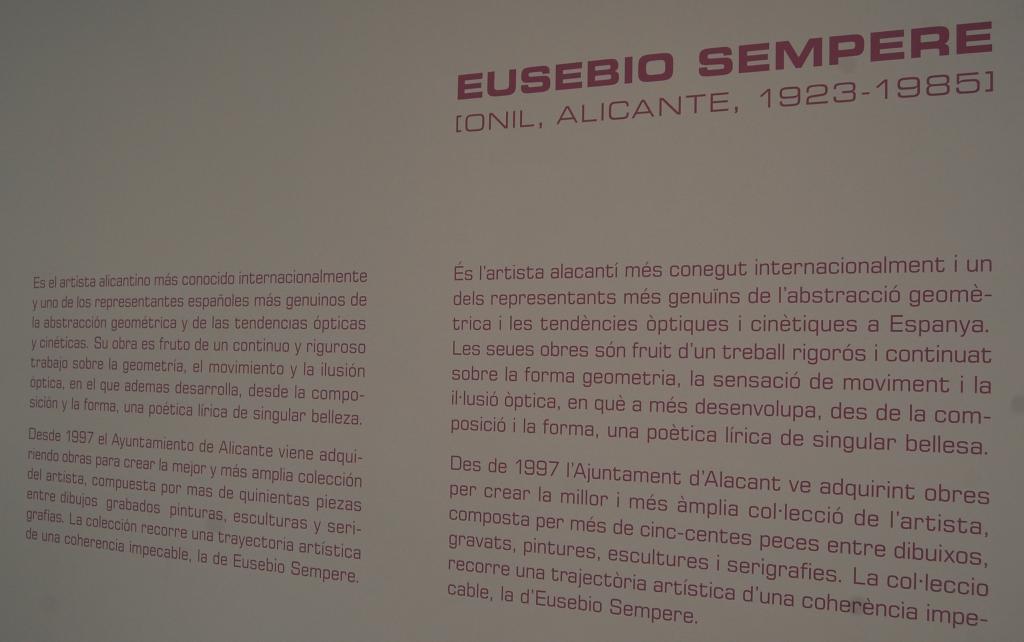 EUSEBIO SEMPERE
[ONIL, ALICANTE, 1923-1985]
Es el artista alicantino más conocido internacionalmente
y uno de los representantes españoles más genuinos de
la abstracción geométrica y de las tendencias ópticas
y cinéticas. Su obra es fruto de un continuo y riguroso
trabajo sobre la geometría, el movimiento y la ilusión
óptica, en el que ademas desarrolla, desde la compo-
sición y la forma, una poética lírica de singular belleza.
Desde 1997 el Ayuntamiento de Alicante viene adqui-
riendo obras para crear la mejor y más amplia colección
del artista, compuesta por mas de quinientas piezas
entre dibujos grabados pinturas, esculturas y seri-
grafías. La colección recorre una trayectoria artística
de una coherencia impecable, la de Eusebio Sempere.
És l'artista alacantí més conegut internacionalment i un
dels representants més genuïns de l'abstracció geomè-
trica i les tendències òptiques i cinètiques a Espanya.
Les seues obres són fruit d'un treball rigorós i continuat
sobre la forma geometria, la sensació de moviment i la
il·lusió òptica, en què a més desenvolupa, des de la com-
posició i la forma, una poètica lírica de singular bellesa.
Des de 1997 l'Ajuntament d'Alacant ve adquirint obres
per crear la millor i més àmplia col·lecció de l'artista,
composta per més de cinc-centes peces entre dibuixos,
gravats, pintures, escultures i serigrafies. La col·leccio
recorre una trajectòria artística d'una coherència impe-
cable, la d'Eusebio Sempere.